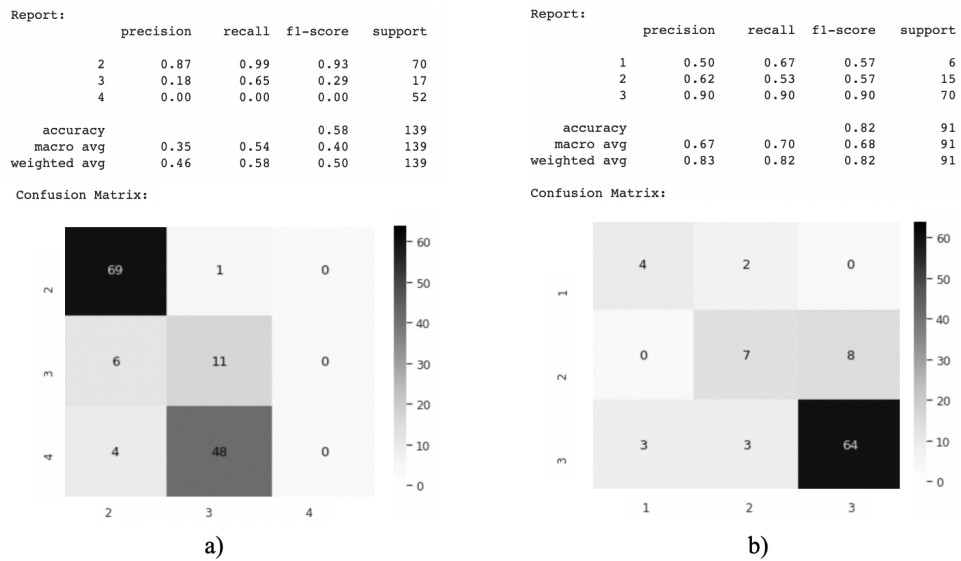 Report:
precision recall f1-score support
2 0.87 0.99 0.93 70
3 0.18 0.65 0.29 17
4 0.00 0.00 0.00 52
accuracy 0.58 139
macro avg 0.35 0.54 0.40 139
weighted avg 0.46 0.58 0.50 139
Confusion Matrix:
69 1 0
6 11 0
4 48 0
2
3
4
2 3 4
60
50
40
30
20
10
0
a)
Report:
precision recall f1-score support
1 0.50 0.67 0.57 6
2 0.62 0.53 0.57 15
3 0.90 0.90 0.90 70
accuracy 0.82 91
macro avg 0.67 0.70 0.68 91
weighted avg 0.83 0.82 0.82 91
Confusion Matrix:
4 2 0
0 7 8
3 3 64
1
2
3
1 2 3
60
50
40
30
20
10
0
b)